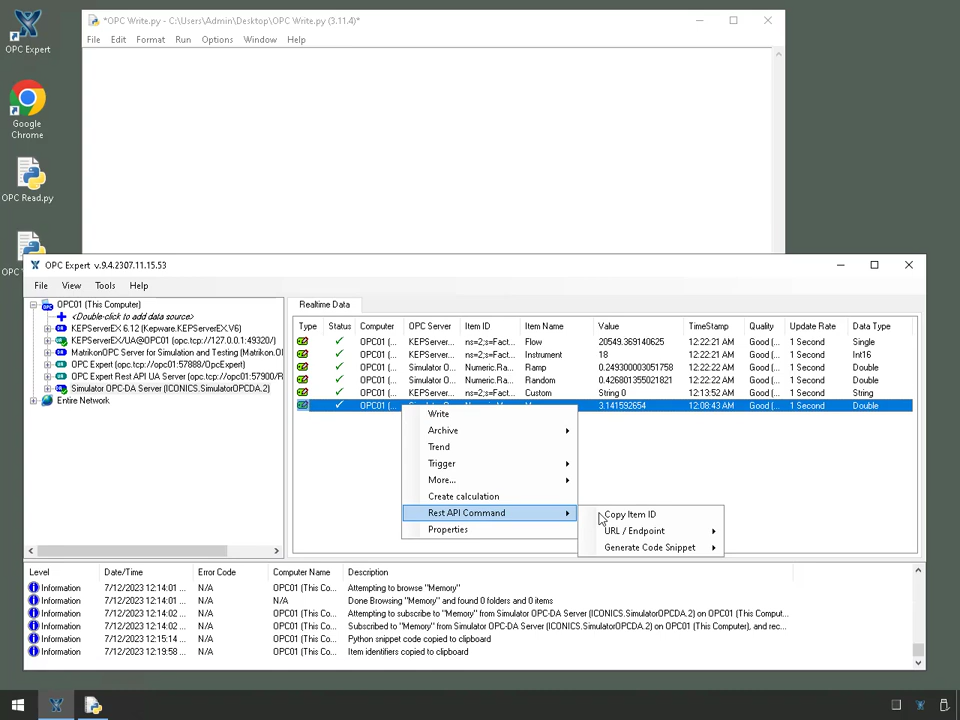 OPC Expert
Google
Chrome
OPC Read.py
*OPC Write.py - C:\Users\Admin\Desktop\OPC Write.py (3.11.4)*
File Edit Format Run Options Window Help
OPC Expert v.9.4.2307.11.15.53
File View Tools Help
OPC01 (This Computer)
<Double-click to add data source>
KEPServerEX 6.12 (Kepware.KEPServerEX.V6)
KEPServerEX/UA@OPC01 (opc.tcp://127.0.0.1:49320/)
MatrikonOPC Server for Simulation and Testing (Matrikon.O
OPC Expert (opc.tcp://opc01:57888/OpcExpert)
OPC Expert Rest API UA Server (opc.tcp://opc01:57900/R
Simulator OPC-DA Server (ICONICS.SimulatorOPCDA.2)
Entire Network
Realtime Data
Type Status Computer OPC Server Item ID Item Name Value TimeStamp Quality Update Rate Data Type
OPC01 (... KEPServer... ns=2;s=Fact... Flow 20549.369140625 12:22:21 AM Good (... 1 Second Single
OPC01 (... KEPServer... ns=2;s=Fact... Instrument 18 12:22:21 AM Good (... 1 Second Int16
OPC01 (... Simulator O... Numeric.Ra... Ramp 0.249300003051758 12:22:22 AM Good (... 1 Second Double
OPC01 (... Simulator O... Numeric.Ra... Random 0.426801355021821 12:22:22 AM Good (... 1 Second Double
OPC01 (... KEPServer... ns=2;s=Fact... Custom String 0 12:13:52 AM Good (... 1 Second String
OPC01 (... 3.141592654 12:08:43 AM Good (... 1 Second Double
Write
Archive
Trend
Trigger
More...
Create calculation
Rest API Command
Properties
Copy Item ID
URL / Endpoint
Generate Code Snippet
Level Date/Time Error Code Computer Name Description
Information 7/12/2023 12:14:01 ... N/A OPC01 (This Co... Attempting to browse "Memory"
Information 7/12/2023 12:14:01 ... N/A N/A Done Browsing "Memory" and found 0 folders and 0 items
Information 7/12/2023 12:14:02 ... N/A OPC01 (This Co... Attempting to subscribe to "Memory" from Simulator OPC-DA Server (ICONICS.SimulatorOPCDA.2) on OPC01 (This Comput...
Information 7/12/2023 12:14:02 ... N/A OPC01 (This Co... Subscribed to "Memory" from Simulator OPC-DA Server (ICONICS.SimulatorOPCDA.2) on OPC01 (This Computer), and rec...
Information 7/12/2023 12:15:14 ... N/A OPC01 (This Co... Python snippet code copied to clipboard
Information 7/12/2023 12:19:58 ... N/A OPC01 (This Co... Item identifiers copied to clipboard